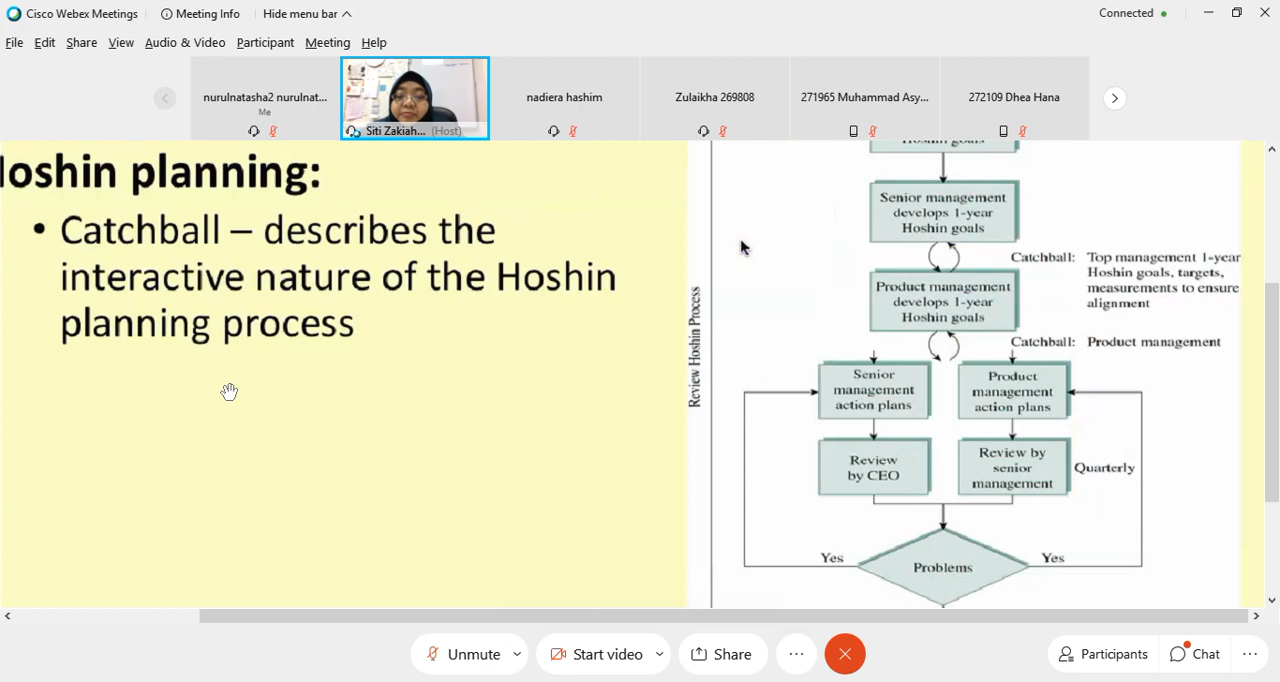 Cisco Webex Meetings
Meeting Info
Hide menu bar
Connected
File Edit Share View Audio & Video Participant Meeting Help
nurulnatasha2 nurulnat...
Me
Siti Zakiah... (Host)
nadiera hashim
Zulaikha 269808
271965 Muhammad Asy...
272109 Dhea Hana
oshin planning:
• Catchball – describes the
interactive nature of the Hoshin
planning process
Review Hoshin Process
Hoshin goals
Senior management
develops 1-year
Hoshin goals
Catchball: Top management 1-year
Hoshin goals, targets,
measurements to ensure
alignment
Product management
develops 1-year
Hoshin goals
Catchball: Product management
Senior
management
action plans
Product
management
action plans
Review
by CEO
Review by
senior
management
Quarterly
Yes
Problems
Yes
Unmute
Start video
Share
Participants
Chat